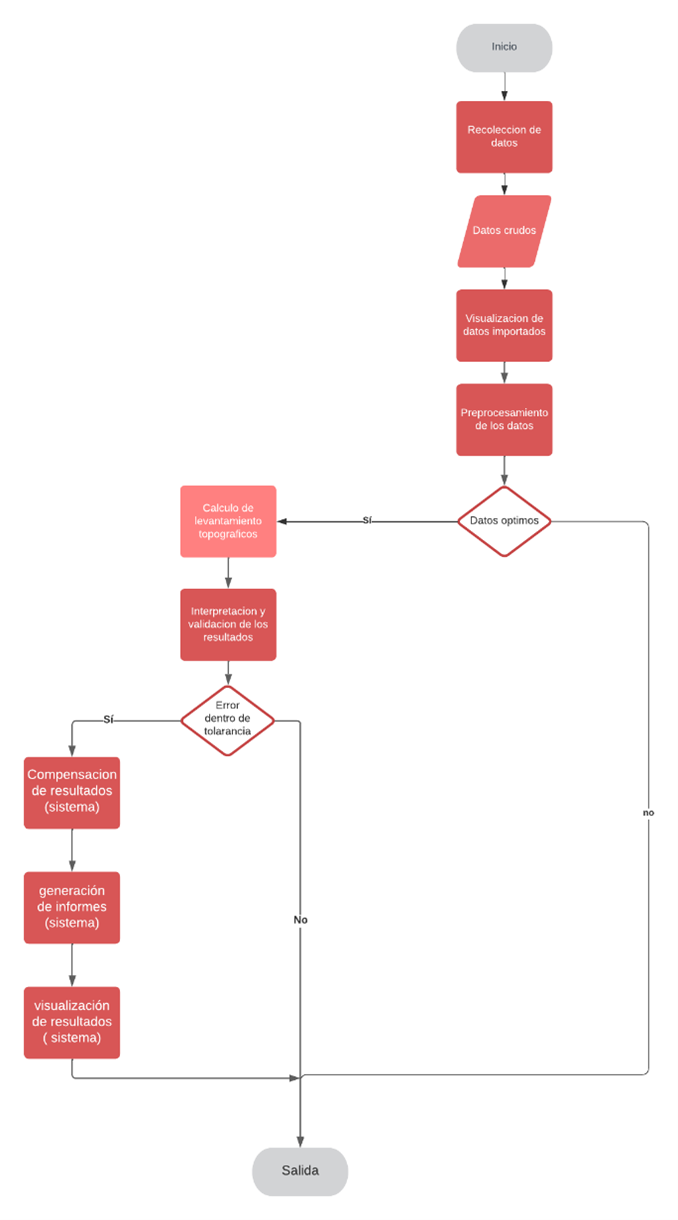 Inicio
Recoleccion de
datos
Datos crudos
Visualizacion de
datos importados
Preprocesamiento
de los datos
Datos optimos
Sí
Calculo de
levantamiento
topograficos
Interpretacion y
validacion de los
resultados
Error
dentro de
tolarancia
Sí
Compensacion
de resultados
(sistema)
generación
de informes
(sistema)
visualización
de resultados
( sistema)
No
no
Salida